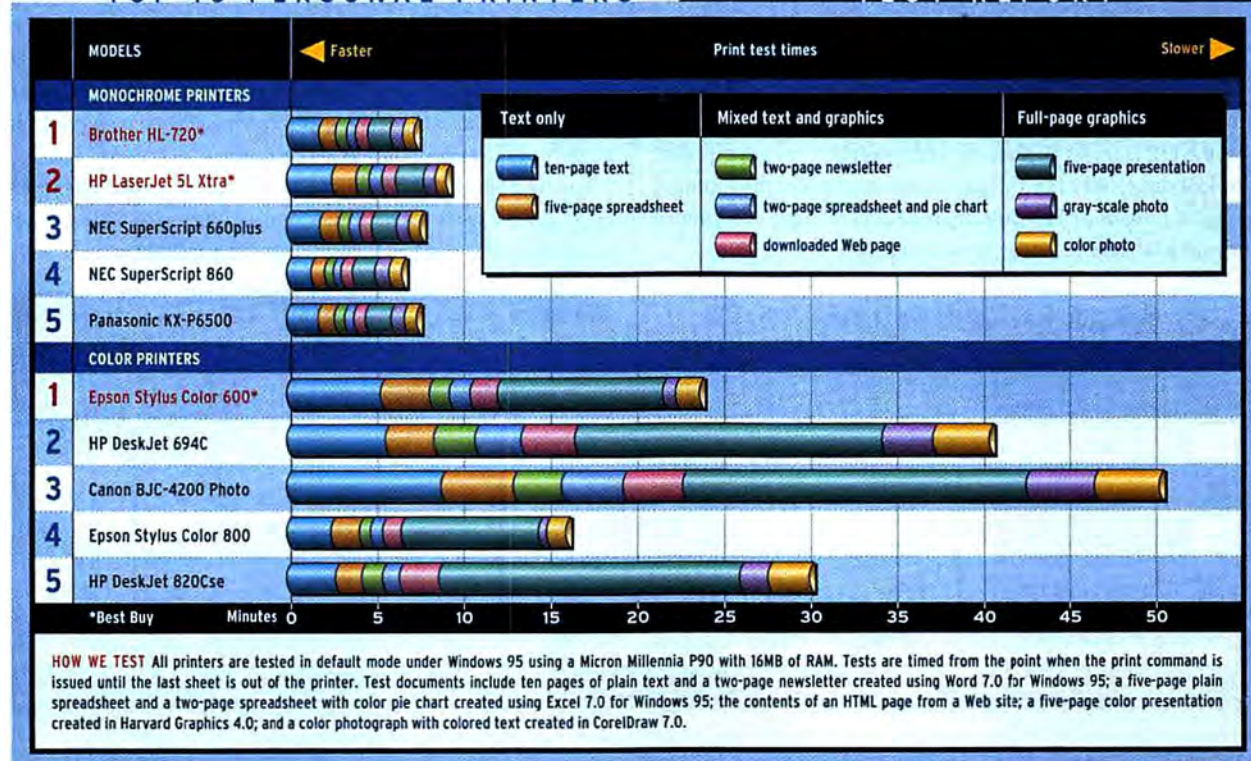 TOP 10 PERSONAL PRINTERS TEST REPORT
MODELS Faster Print test times Slower
MONOCHROME PRINTERS
1 Brother HL-720*
2 HP LaserJet 5L Xtra*
3 NEC SuperScript 660plus
4 NEC SuperScript 860
5 Panasonic KX-P6500
Text only
ten-page text
five-page spreadsheet
Mixed text and graphics
two-page newsletter
two-page spreadsheet and pie chart
downloaded Web page
Full-page graphics
five-page presentation
gray-scale photo
color photo
COLOR PRINTERS
1 Epson Stylus Color 600*
2 HP DeskJet 694C
3 Canon BJC-4200 Photo
4 Epson Stylus Color 800
5 HP DeskJet 820Cse
*Best Buy Minutes 0 5 10 15 20 25 30 35 40 45 50
HOW WE TEST All printers are tested in default mode under Windows 95 using a Micron Millennia P90 with 16MB of RAM. Tests are timed from the point when the print command is
issued until the last sheet is out of the printer. Test documents include ten pages of plain text and a two-page newsletter created using Word 7.0 for Windows 95; a five-page plain
spreadsheet and a two-page spreadsheet with color pie chart created using Excel 7.0 for Windows 95; the contents of an HTML page from a Web site; a five-page color presentation
created in Harvard Graphics 4.0; and a color photograph with colored text created in CorelDraw 7.0.